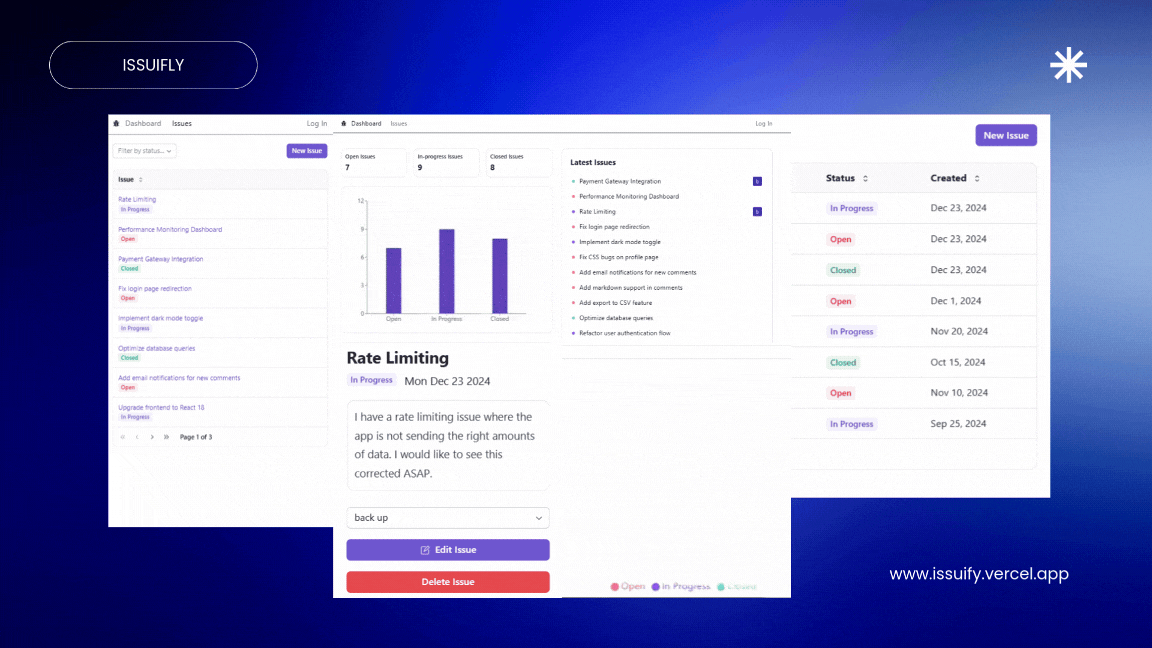 ISSUIFLY
Dashboard Issues Log In
Filter by status...
New Issue
Issue
Rate Limiting
In Progress
Performance Monitoring Dashboard
Open
Payment Gateway Integration
Closed
Fix login page redirection
Open
Implement dark mode toggle
In Progress
Optimize database queries
Closed
Add email notifications for new comments
Open
Upgrade frontend to React 18
In Progress
Page 1 of 3
Dashboard Issues Log In
Open Issues
7
In-progress Issues
9
Closed Issues
8
12
9
6
3
0
Open In Progress Closed
Latest Issues
Payment Gateway Integration
Performance Monitoring Dashboard
Rate Limiting
Fix login page redirection
Implement dark mode toggle
Fix CSS bugs on profile page
Add email notifications for new comments
Add markdown support in comments
Add export to CSV feature
Optimize database queries
Refactor user authentication flow
Rate Limiting
In Progress Mon Dec 23 2024
I have a rate limiting issue where the
app is not sending the right amounts
of data. I would like to see this
corrected ASAP.
back up
Edit Issue
Delete Issue
Open In Progress Closed
New Issue
Status Created
In Progress Dec 23, 2024
Open Dec 23, 2024
Closed Dec 23, 2024
Open Dec 1, 2024
In Progress Nov 20, 2024
Closed Oct 15, 2024
Open Nov 10, 2024
In Progress Sep 25, 2024
www.issuify.vercel.app